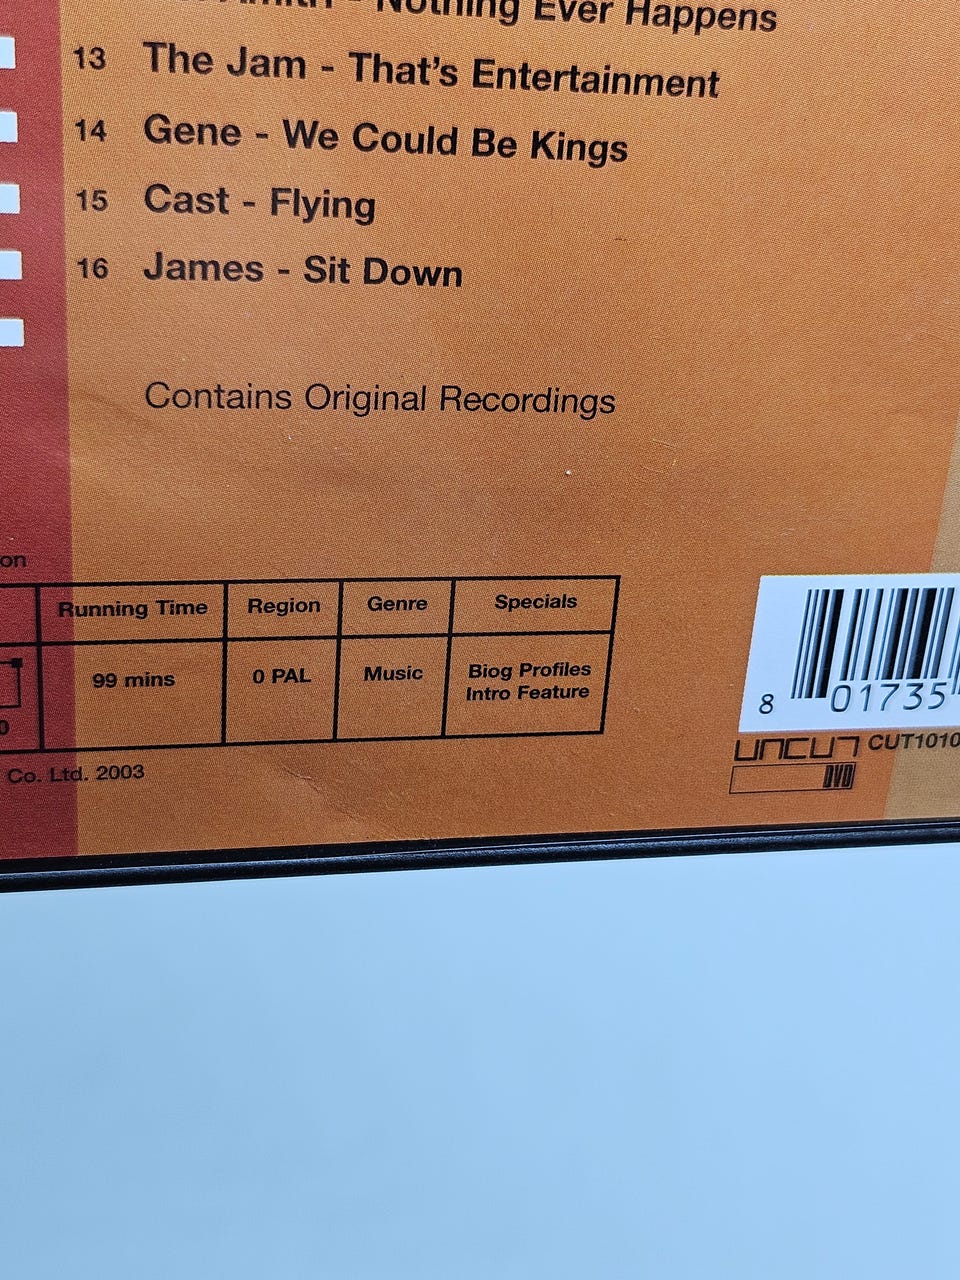 Nothing Ever Happens
13 The Jam - That's Entertainment
14 Gene - We Could Be Kings
15 Cast - Flying
16 James - Sit Down
Contains Original Recordings
on
Running Time Region Genre Specials
99 mins 0 PAL Music Biog Profiles
Intro Feature
8 01735
UNCUT CUT1010
DVD
Co. Ltd. 2003